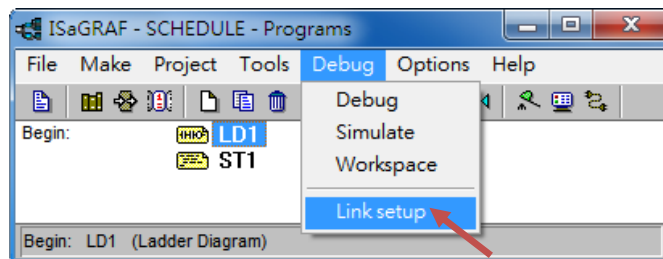 ISaGRAF - SCHEDULE - Programs
File Make Project Tools Debug Options Help
Debug
Begin: LD1
Simulate
ST1
Workspace
Link setup
Begin: LD1 (Ladder Diagram)